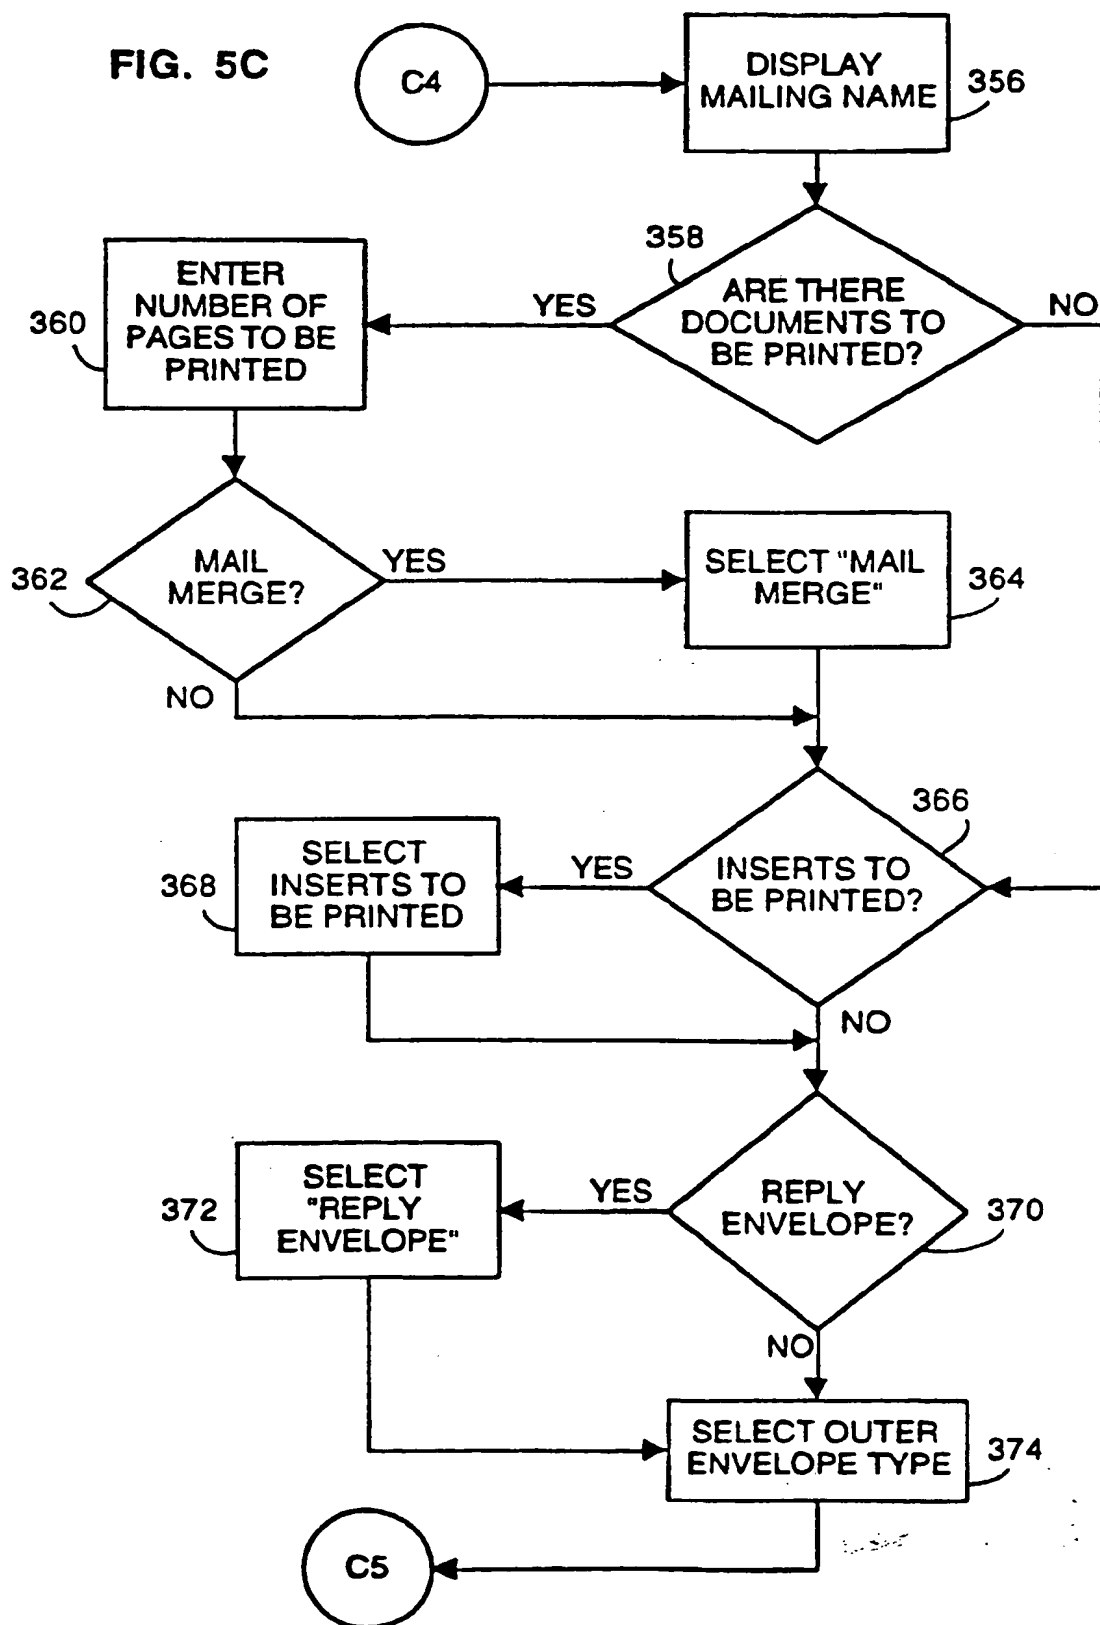 FIG. 5C
C4
DISPLAY
MAILING NAME
356
358
ARE THERE
DOCUMENTS TO
BE PRINTED?
YES
NO
ENTER
NUMBER OF
PAGES TO BE
PRINTED
360
MAIL
MERGE?
362
YES
NO
SELECT "MAIL
MERGE"
364
366
INSERTS TO
BE PRINTED?
YES
NO
SELECT
INSERTS TO
BE PRINTED
368
REPLY
ENVELOPE?
370
YES
NO
SELECT
"REPLY
ENVELOPE"
372
SELECT OUTER
ENVELOPE TYPE
374
C5